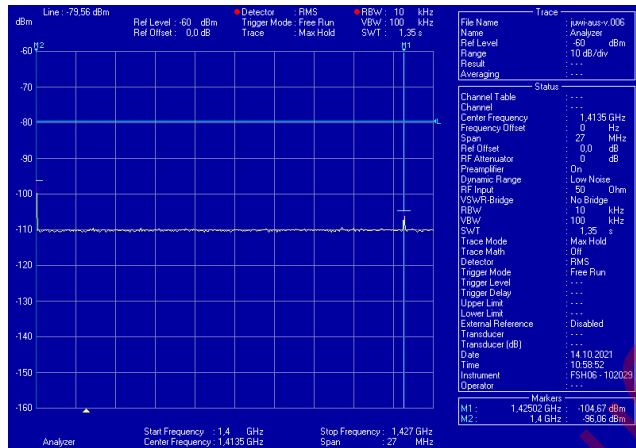 Line : -79,56 dBm
Detector : RMS
RBW : 10 kHz
dBm
Ref Level : -60 dBm
Trigger Mode : Free Run
VBW : 100 kHz
Ref Offset : 0,0 dB
Trace : Max Hold
SWT : 1,35 s
M2
M1
-60
-70
-80
L
-90
-100
-110
-120
-130
-140
-150
-160
Start Frequency : 1,4 GHz
Stop Frequency : 1,427 GHz
Analyzer
Center Frequency : 1,4135 GHz
Span : 27 MHz
Trace
File Name : juwi-aus-v.006
Name : Analyzer
Ref Level : -60 dBm
Range : 10 dB/div
Result : ---
Averaging : ---
Status
Channel Table : ---
Channel : ---
Center Frequency : 1,4135 GHz
Frequency Offset : 0 Hz
Span : 27 MHz
Ref Offset : 0,0 dB
RF Attenuator : 0 dB
Preamplifier : On
Dynamic Range : Low Noise
RF Input : 50 Ohm
VSWR-Bridge : No Bridge
RBW : 10 kHz
VBW : 100 kHz
SWT : 1,35 s
Trace Mode : Max Hold
Trace Math : Off
Detector : RMS
Trigger Mode : Free Run
Trigger Level : ---
Trigger Delay : ---
Upper Limit : ---
Lower Limit : ---
External Reference : Disabled
Transducer : ---
Transducer (dB) : ---
Date : 14.10.2021
Time : 10:58:52
Instrument : FSH06 - 102029
Operator : ---
Markers
M1 : 1,42502 GHz : -104,67 dBm
M2 : 1,4 GHz : -96,06 dBm